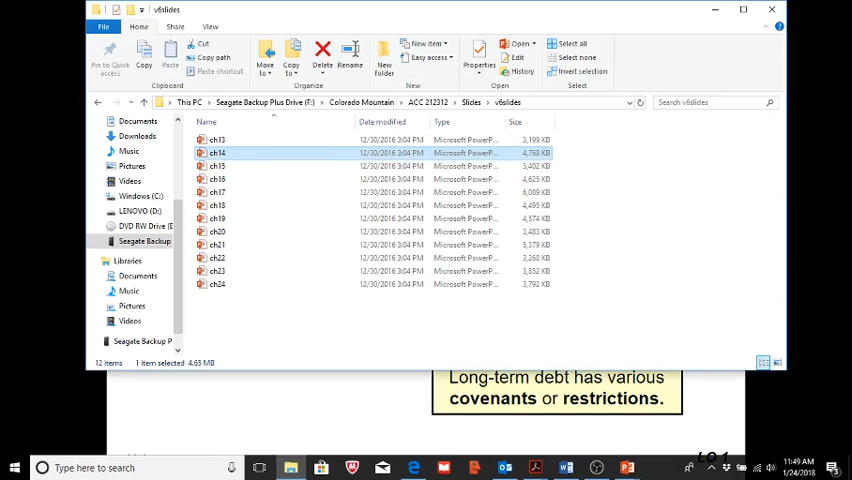 v6slides
File Home Share View
Pin to Quick access
Copy
Paste
Cut
Copy path
Paste shortcut
Clipboard
Move to
Copy to
Delete
Rename
Organize
New folder
New item
Easy access
New
Properties
Open
Edit
History
Open
Select all
Select none
Invert selection
Select
This PC Seagate Backup Plus Drive (F:) Colorado Mountain ACC 212312 Slides v6slides
Search v6slides
Name Date modified Type Size
Documents
Downloads
Music
Pictures
Videos
Windows (C:)
LENOVO (D:)
DVD RW Drive (E
Seagate Backup
Libraries
Documents
Music
Pictures
Videos
Seagate Backup P
ch13 12/30/2016 3:04 PM Microsoft PowerP... 3,199 KB
ch14 12/30/2016 3:04 PM Microsoft PowerP... 4,768 KB
ch15 12/30/2016 3:04 PM Microsoft PowerP... 3,402 KB
ch16 12/30/2016 3:04 PM Microsoft PowerP... 4,625 KB
ch17 12/30/2016 3:04 PM Microsoft PowerP... 6,089 KB
ch18 12/30/2016 3:04 PM Microsoft PowerP... 4,495 KB
ch19 12/30/2016 3:04 PM Microsoft PowerP... 4,574 KB
ch20 12/30/2016 3:04 PM Microsoft PowerP... 3,483 KB
ch21 12/30/2016 3:04 PM Microsoft PowerP... 5,379 KB
ch22 12/30/2016 3:04 PM Microsoft PowerP... 3,268 KB
ch23 12/30/2016 3:04 PM Microsoft PowerP... 3,852 KB
ch24 12/30/2016 3:04 PM Microsoft PowerP... 3,792 KB
12 items 1 item selected 4.65 MB
Long-term debt has various
covenants or restrictions.
LO 1
Type here to search
11:49 AM
1/24/2018